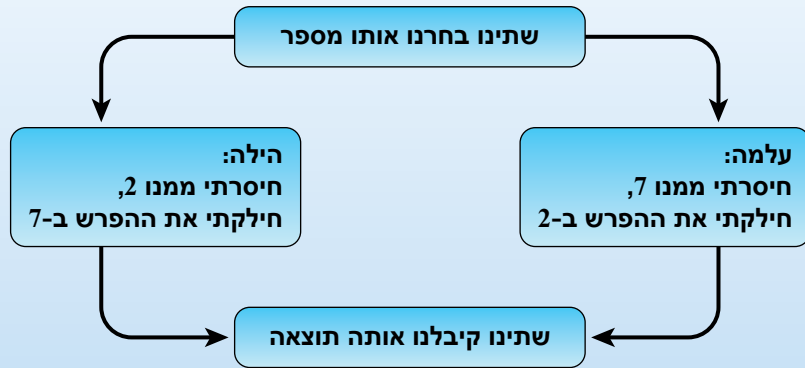 שתינו בחרנו אותו מספר
עלמה:
חיסרתי ממנו 7,
חילקתי את ההפרש ב-2
הילה:
חיסרתי ממנו 2,
חילקתי את ההפרש ב-7
שתינו קיבלנו אותה תוצאה